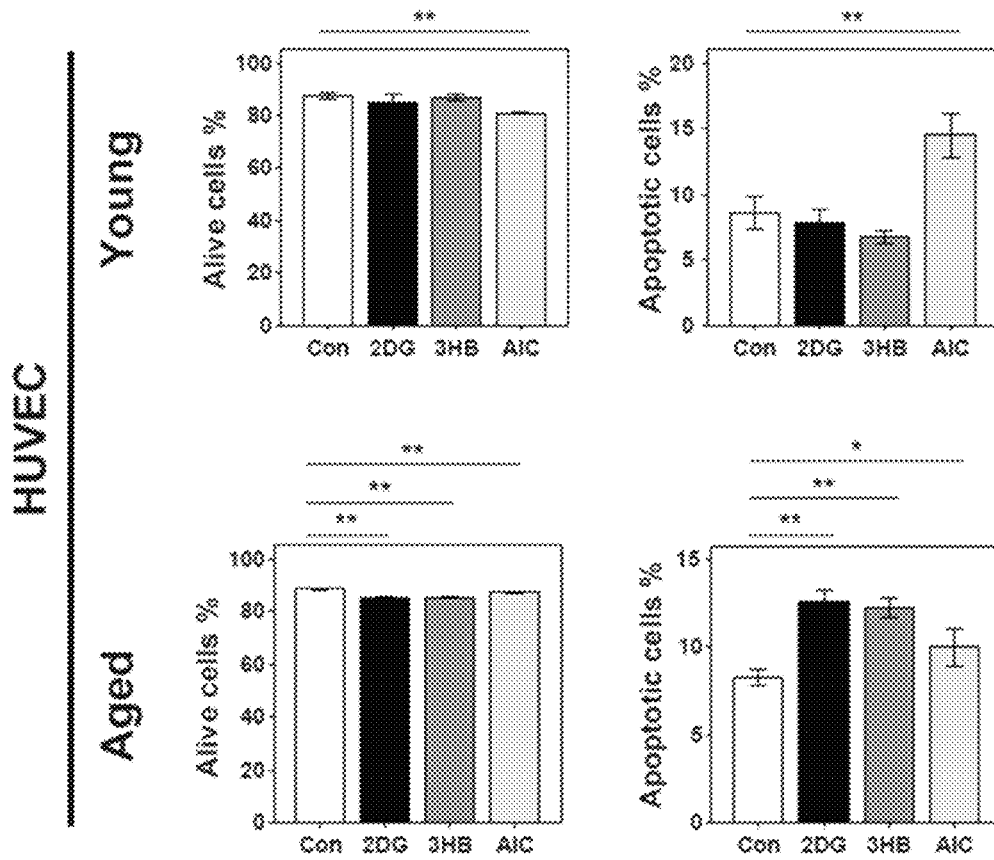 HUVEC
Young
**
Alive cells %
100
80
60
40
20
0
Con 2DG 3HB AIC
**
Apoptotic cells %
20
15
10
5
0
Con 2DG 3HB AIC
Aged
**
**
**
Alive cells %
100
80
60
40
20
0
Con 2DG 3HB AIC
*
**
**
Apoptotic cells %
15
10
5
0
Con 2DG 3HB AIC